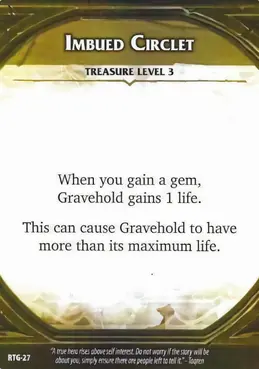 IMBUED CIRCLET
TREASURE LEVEL 3
When you gain a gem,
Gravehold gains 1 life.
This can cause Gravehold to have
more than its maximum life.
"A true hero rises above self interest. Do not worry if the story will be
about you, simply ensure there are people left to tell it." - Taqren
RTG-27